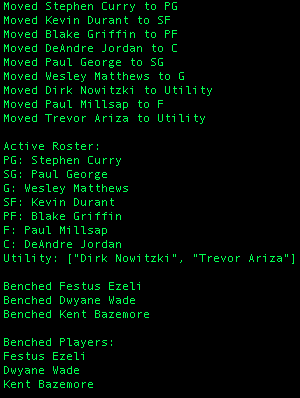 Moved Stephen Curry to PG
Moved Kevin Durant to SF
Moved Blake Griffin to PF
Moved DeAndre Jordan to C
Moved Paul George to SG
Moved Wesley Matthews to G
Moved Dirk Nowitzki to Utility
Moved Paul Millsap to F
Moved Trevor Ariza to Utility
Active Roster:
PG: Stephen Curry
SG: Paul George
G: Wesley Matthews
SF: Kevin Durant
PF: Blake Griffin
F: Paul Millsap
C: DeAndre Jordan
Utility: ["Dirk Nowitzki", "Trevor Ariza"]
Benched Festus Ezeli
Benched Dwyane Wade
Benched Kent Bazemore
Benched Players:
Festus Ezeli
Dwyane Wade
Kent Bazemore